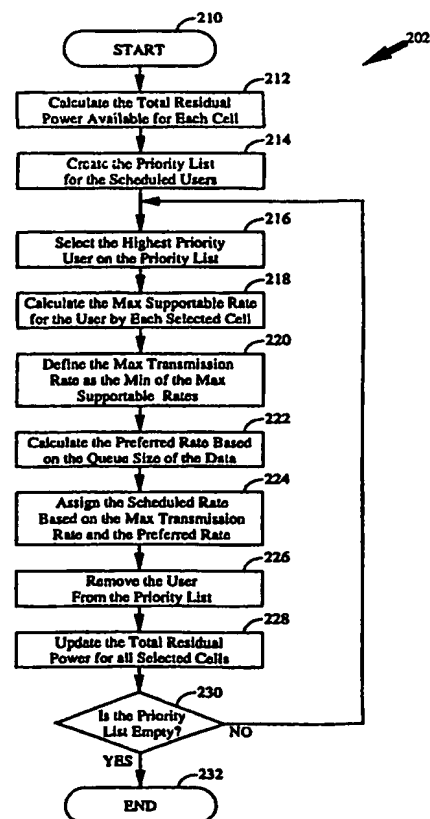 210
START
202
212
Calculate the Total Residual
Power Available for Each Cell
214
Create the Priority List
for the Scheduled Users
216
Select the Highest Priority
User on the Priority List
218
Calculate the Max Supportable Rate
for the User by Each Selected Cell
220
Define the Max Transmission
Rate as the Min of the Max
Supportable Rates
222
Calculate the Preferred Rate Based
on the Queue Size of the Data
224
Assign the Scheduled Rate
Based on the Max Transmission
Rate and the Preferred Rate
226
Remove the User
From the Priority List
228
Update the Total Residual
Power for all Selected Cells
230
Is the Priority
List Empty?
NO
YES
232
END